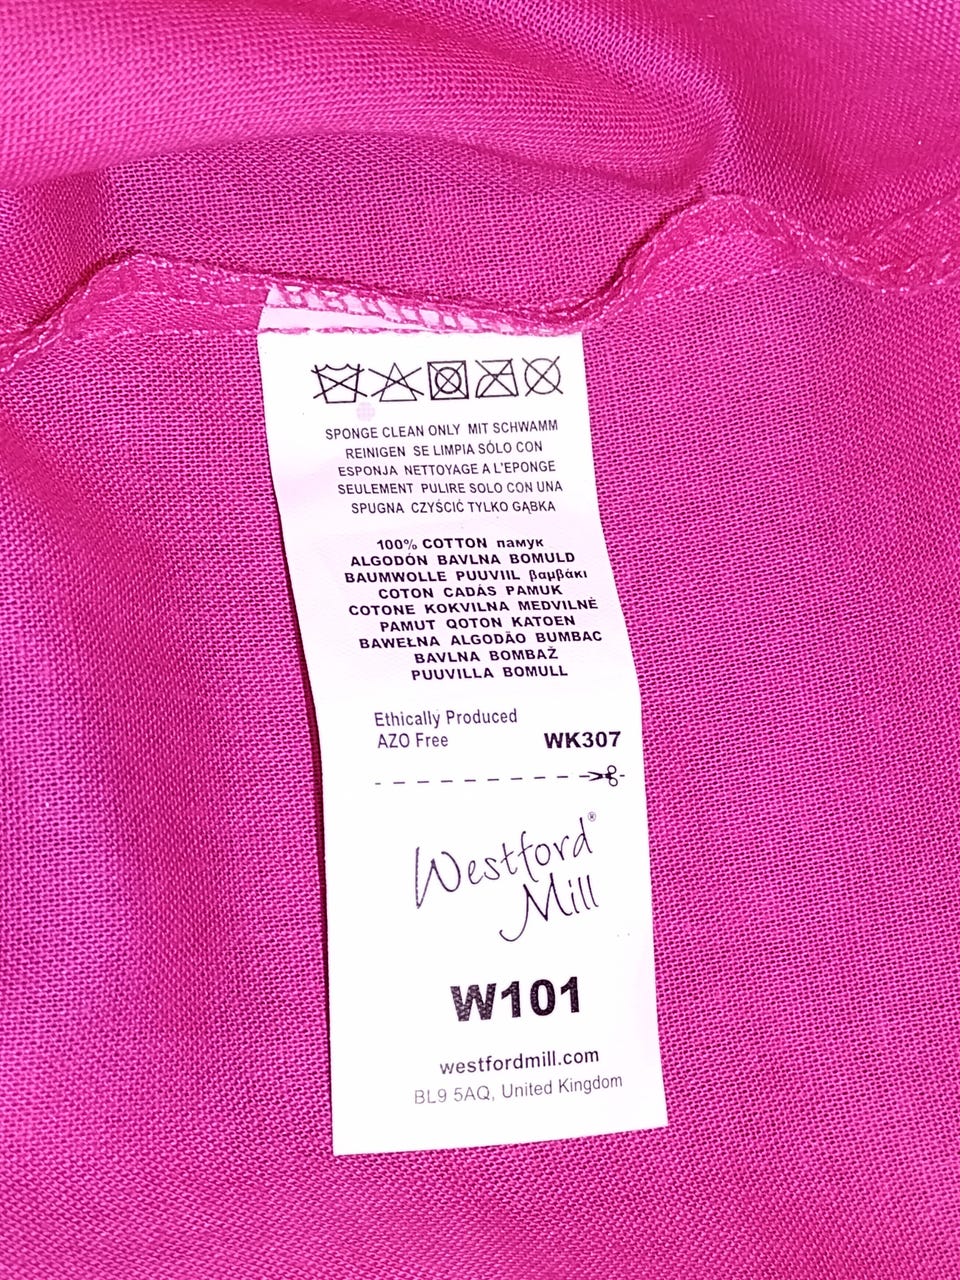 SPONGE CLEAN ONLY MIT SCHWAMM
REINIGEN SE LIMPIA SÓLO CON
ESPONJA NETTOYAGE A L'EPONGE
SEULEMENT PULIRE SOLO CON UNA
SPUGNA CZYŚCIĆ TYLKO GĄBKA
100% COTTON памук
ALGODÓN BAVLNA BOMULD
BAUMWOLLE PUUVIIL βαμβάκι
COTON CADÁS PAMUK
COTONE KOKVILNA MEDVILNĖ
PAMUT QOTON KATOEN
BAWEŁNA ALGODÃO BUMBAC
BAVLNA BOMBAŽ
PUUVILLA BOMULL
Ethically Produced
AZO Free WK307
Westford®
Mill
W101
westfordmill.com
BL9 5AQ, United Kingdom